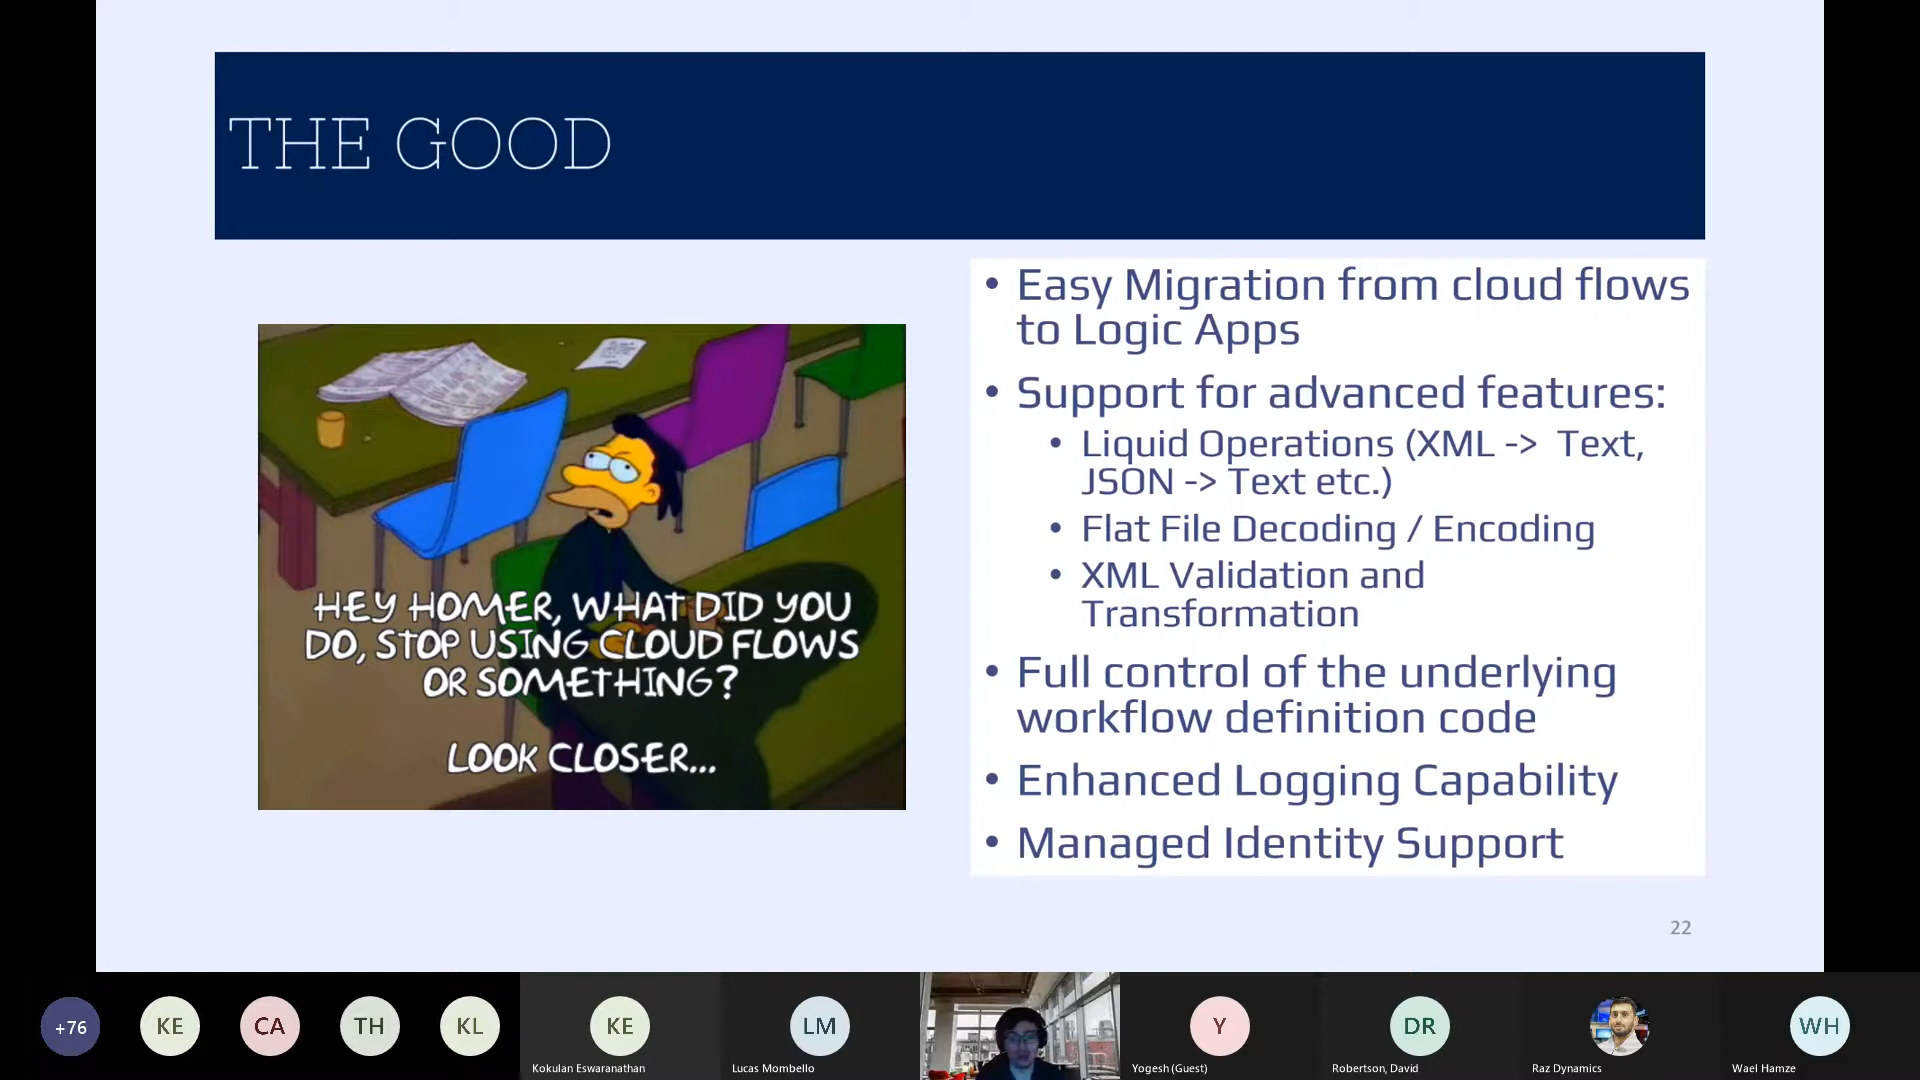 THE GOOD
HEY HOMER, WHAT DID YOU
DO, STOP USING CLOUD FLOWS
OR SOMETHING?
LOOK CLOSER...
• Easy Migration from cloud flows
to Logic Apps
• Support for advanced features:
• Liquid Operations (XML -> Text,
JSON -> Text etc.)
• Flat File Decoding / Encoding
• XML Validation and
Transformation
• Full control of the underlying
workflow definition code
• Enhanced Logging Capability
• Managed Identity Support
22
+76
KE
CA
TH
KL
KE
Kokulan Eswaranathan
LM
Lucas Mombello
Y
Yogesh (Guest)
DR
Robertson, David
Raz Dynamics
WH
Wael Hamze